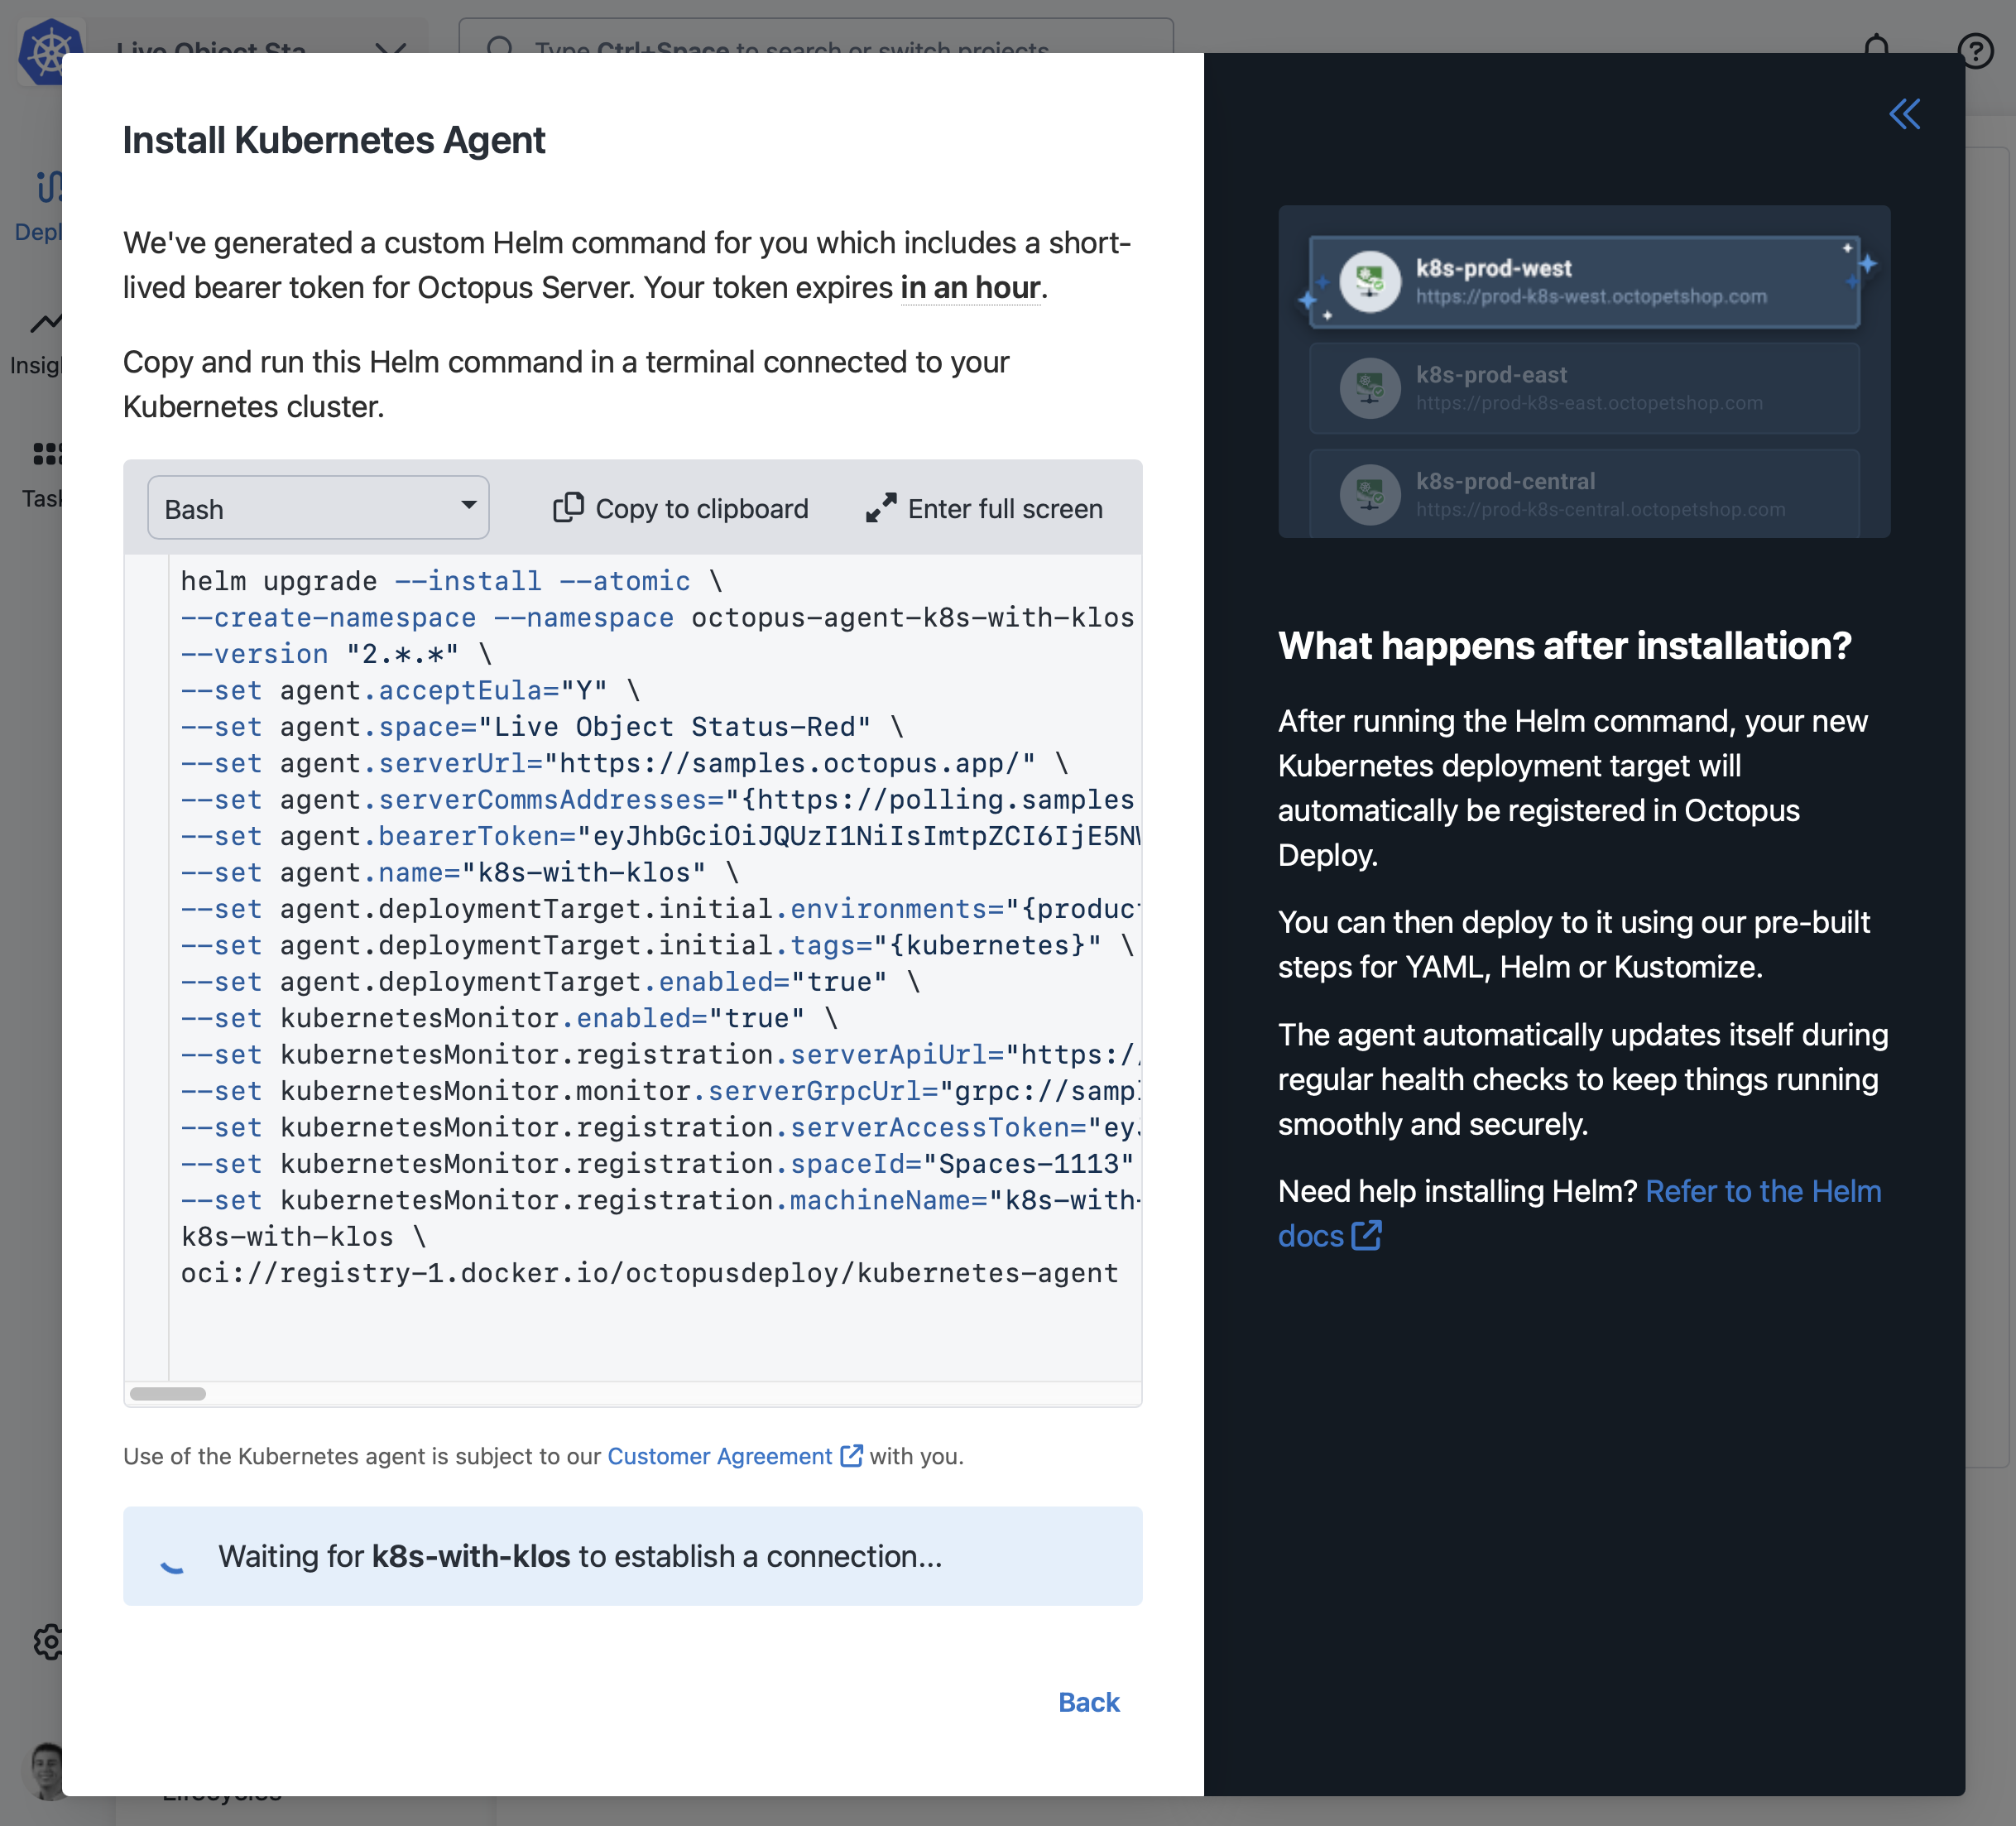 Live Object Sta
Type Ctrl+Space to search or switch projects
Install Kubernetes Agent
We've generated a custom Helm command for you which includes a short-
lived bearer token for Octopus Server. Your token expires in an hour.
Copy and run this Helm command in a terminal connected to your
Kubernetes cluster.
Bash
Copy to clipboard
Enter full screen
helm upgrade --install --atomic \
--create-namespace --namespace octopus-agent-k8s-with-klos
--version "2.*.*" \
--set agent.acceptEula="Y" \
--set agent.space="Live Object Status-Red" \
--set agent.serverUrl="https://samples.octopus.app/" \
--set agent.serverCommsAddresses="{https://polling.samples
--set agent.bearerToken="eyJhbGciOiJQUzI1NiIsImtpZCI6IjE5N
--set agent.name="k8s-with-klos" \
--set agent.deploymentTarget.initial.environments="{produc
--set agent.deploymentTarget.initial.tags="{kubernetes}" \
--set agent.deploymentTarget.enabled="true" \
--set kubernetesMonitor.enabled="true" \
--set kubernetesMonitor.registration.serverApiUrl="https:/
--set kubernetesMonitor.monitor.serverGrpcUrl="grpc://samp
--set kubernetesMonitor.registration.serverAccessToken="ey
--set kubernetesMonitor.registration.spaceId="Spaces-1113"
--set kubernetesMonitor.registration.machineName="k8s-with-
k8s-with-klos \
oci://registry-1.docker.io/octopusdeploy/kubernetes-agent
Use of the Kubernetes agent is subject to our Customer Agreement with you.
Waiting for k8s-with-klos to establish a connection...
Back
k8s-prod-west
https://prod-k8s-west.octopetshop.com
k8s-prod-east
https://prod-k8s-east.octopetshop.com
k8s-prod-central
https://prod-k8s-central.octopetshop.com
What happens after installation?
After running the Helm command, your new
Kubernetes deployment target will
automatically be registered in Octopus
Deploy.
You can then deploy to it using our pre-built
steps for YAML, Helm or Kustomize.
The agent automatically updates itself during
regular health checks to keep things running
smoothly and securely.
Need help installing Helm? Refer to the Helm
docs
Depl
Insigh
Task
Lifecycles